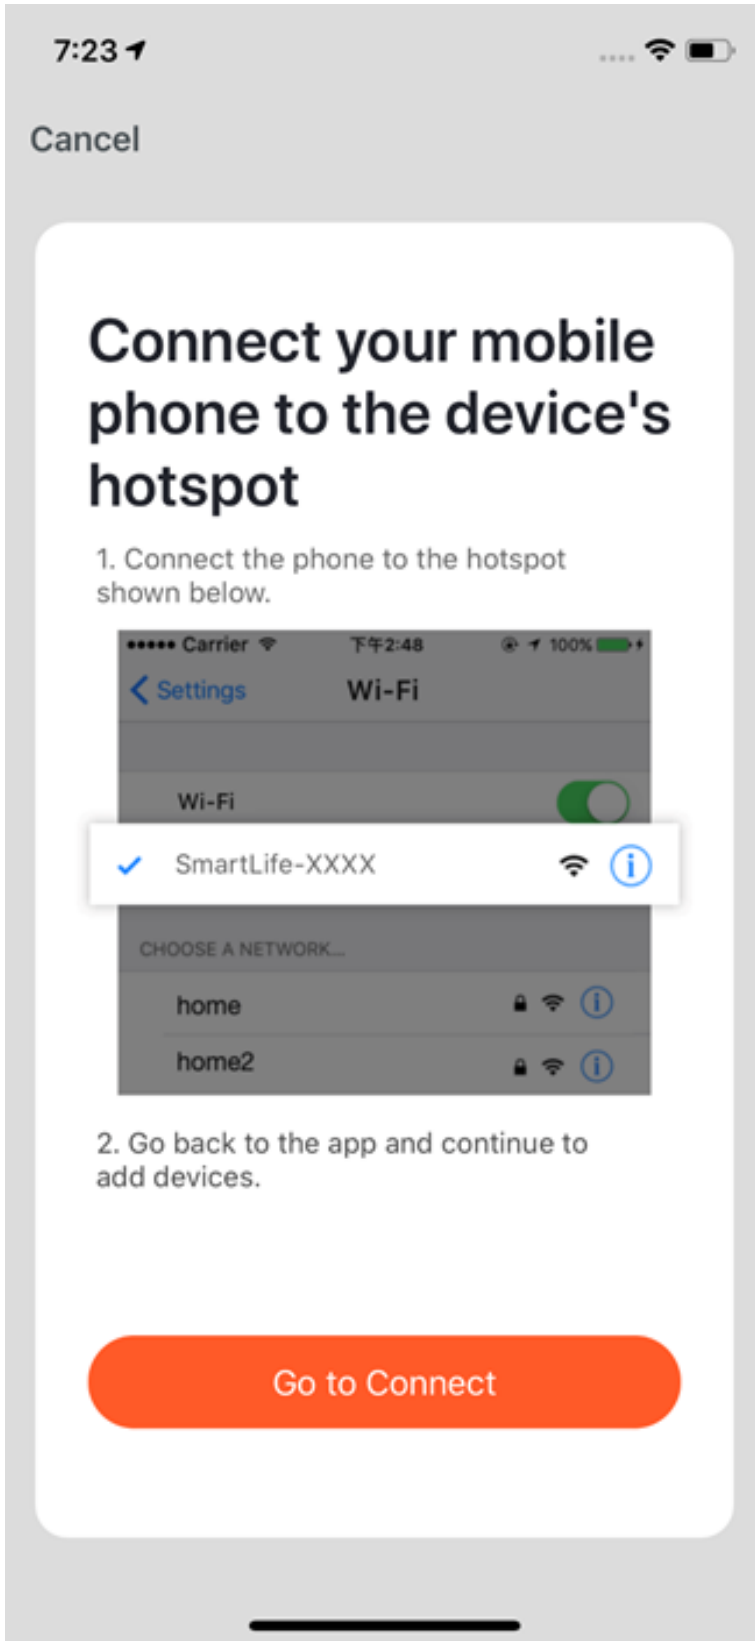 7:23
Cancel
Connect your mobile
phone to the device's
hotspot
1. Connect the phone to the hotspot
shown below.
Carrier 下午2:48 100%
Settings Wi-Fi
Wi-Fi
SmartLife-XXXX
CHOOSE A NETWORK...
home
home2
2. Go back to the app and continue to
add devices.
Go to Connect